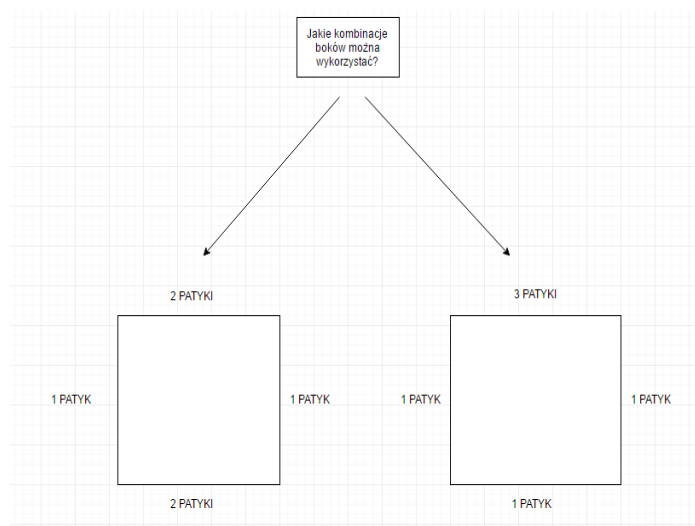 Jakie kombinacje
boków można
wykorzystać?
2 PATYKI
3 PATYKI
1 PATYK
1 PATYK
1 PATYK
1 PATYK
2 PATYKI
1 PATYK